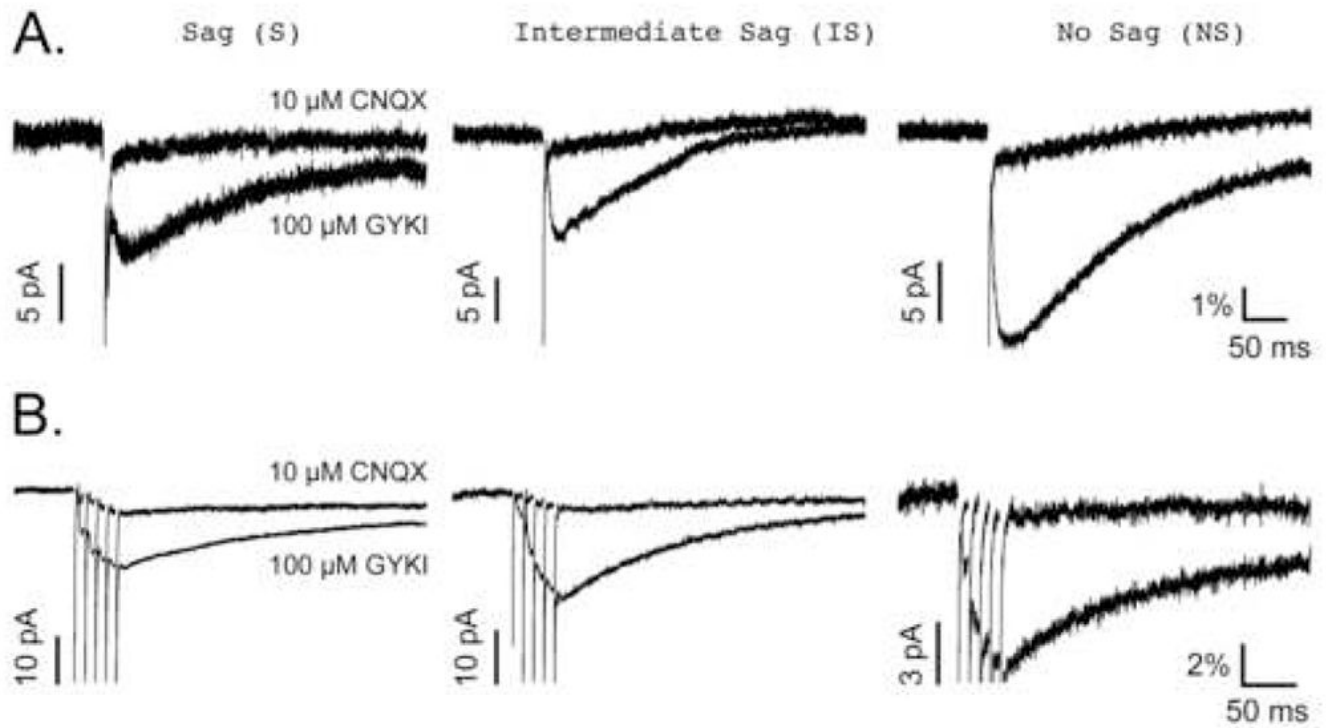 A.
Sag (S)
Intermediate Sag (IS)
No Sag (NS)
10 µM CNQX
100 µM GYKI
5 pA
5 pA
5 pA
1%
50 ms
B.
10 µM CNQX
100 µM GYKI
10 pA
10 pA
3 pA
2%
50 ms